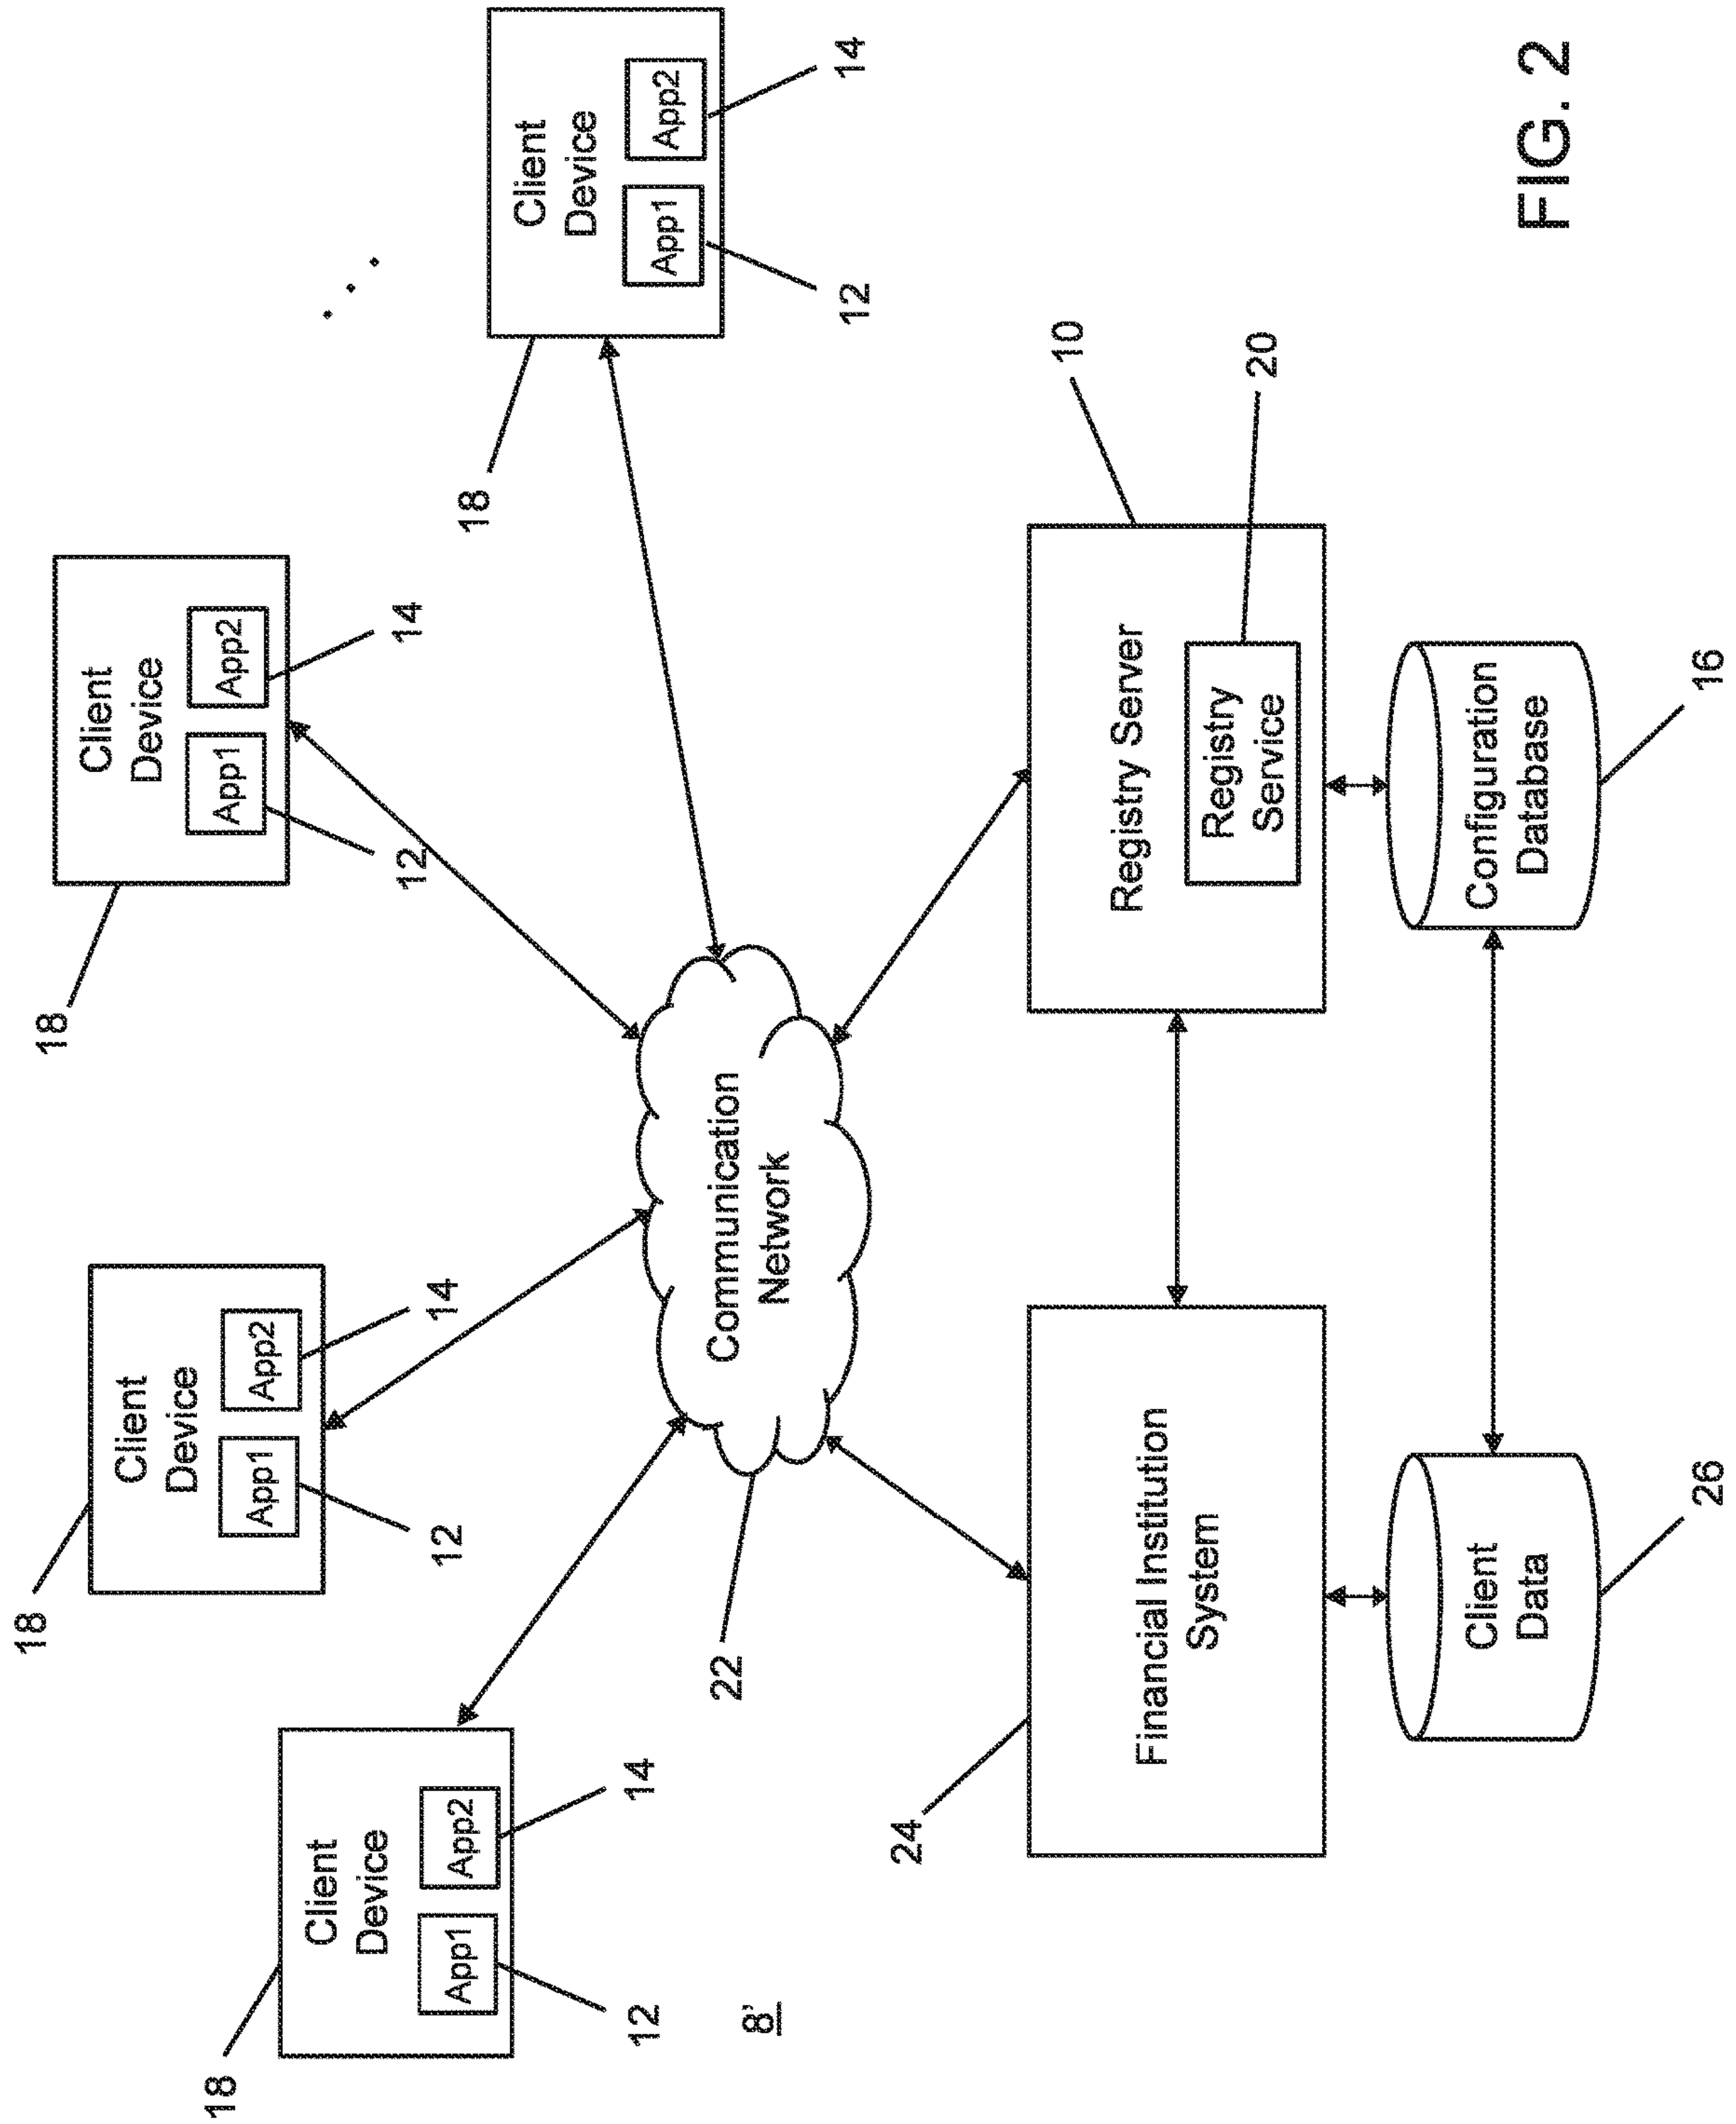 Client
Device
App1
App2
18
12
14
Client
Device
App1
App2
18
12
14
Client
Device
App1
App2
18
12
14
Client
Device
App1
App2
18
12
14
8'
22
Communication
Network
24
Financial Institution
System
Registry Server
10
Registry
Service
20
Client
Data
26
Configuration
Database
16
FIG. 2